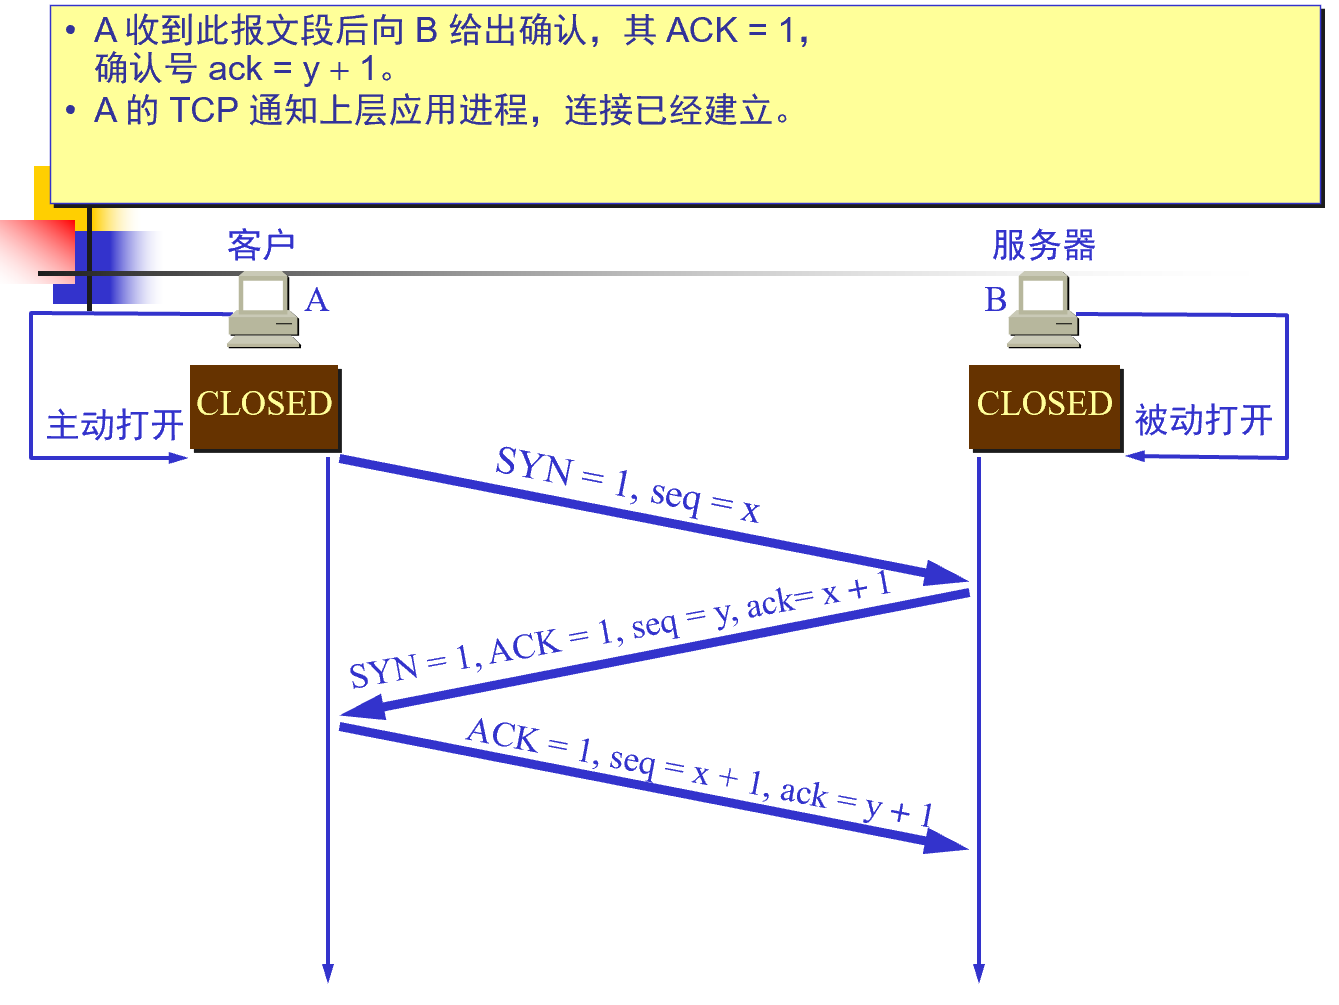 • A 收到此报文段后向 B 给出确认，其 ACK = 1，
确认号 ack = y + 1。
• A 的 TCP 通知上层应用进程，连接已经建立。
客户
服务器
A
B
CLOSED
CLOSED
主动打开
被动打开
SYN = 1, seq = x
SYN = 1, ACK = 1, seq = y, ack= x + 1
ACK = 1, seq = x + 1, ack = y + 1